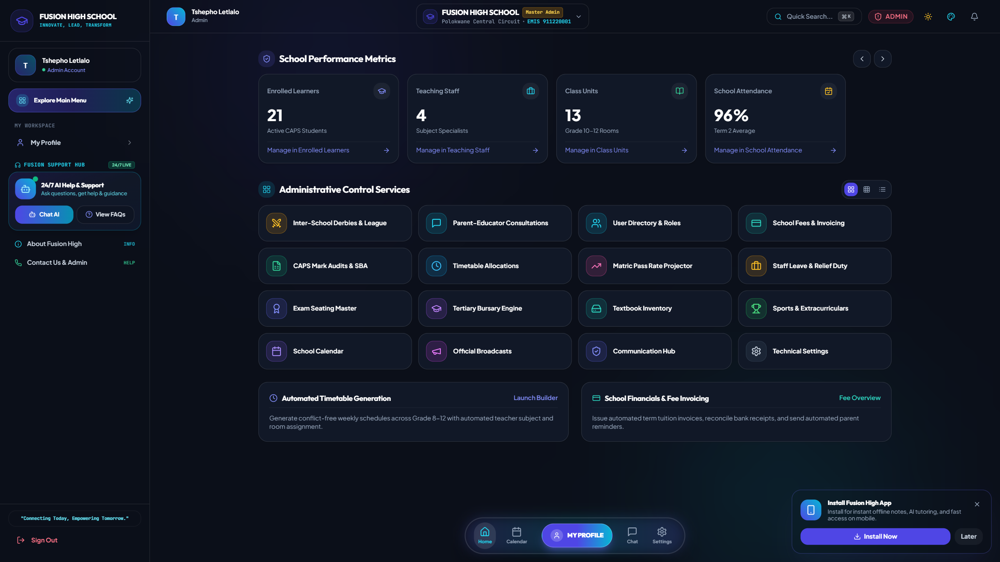 FUSION HIGH SCHOOL
INNOVATE, LEAD, TRANSFORM
T
Tshepho Letlalo
Admin Account
Explore Main Menu
MY WORKSPACE
My Profile
FUSION SUPPORT HUB
24/7 LIVE
24/7 AI Help & Support
Ask questions, get help & guidance
Chat AI
View FAQs
About Fusion High
INFO
Contact Us & Admin
HELP
"Connecting Today, Empowering Tomorrow."
Sign Out
T
Tshepho Letlalo
Admin
FUSION HIGH SCHOOL
Master Admin
Polokwane Central Circuit • EMIS 911220001
Quick Search...
⌘ K
ADMIN
School Performance Metrics
Enrolled Learners
21
Active CAPS Students
Manage in Enrolled Learners
Teaching Staff
4
Subject Specialists
Manage in Teaching Staff
Class Units
13
Grade 10–12 Rooms
Manage in Class Units
School Attendance
96%
Term 2 Average
Manage in School Attendance
Administrative Control Services
Inter-School Derbies & League
Parent-Educator Consultations
User Directory & Roles
School Fees & Invoicing
CAPS Mark Audits & SBA
Timetable Allocations
Matric Pass Rate Projector
Staff Leave & Relief Duty
Exam Seating Master
Tertiary Bursary Engine
Textbook Inventory
Sports & Extracurriculars
School Calendar
Official Broadcasts
Communication Hub
Technical Settings
Automated Timetable Generation
Launch Builder
Generate conflict-free weekly schedules across Grade 8–12 with automated teacher subject and
room assignment.
School Financials & Fee Invoicing
Fee Overview
Issue automated term tuition invoices, reconcile bank receipts, and send automated parent
reminders.
Home
Calendar
MY PROFILE
Chat
Settings
Install Fusion High App
Install for instant offline notes, AI tutoring, and fast
access on mobile.
Install Now
Later